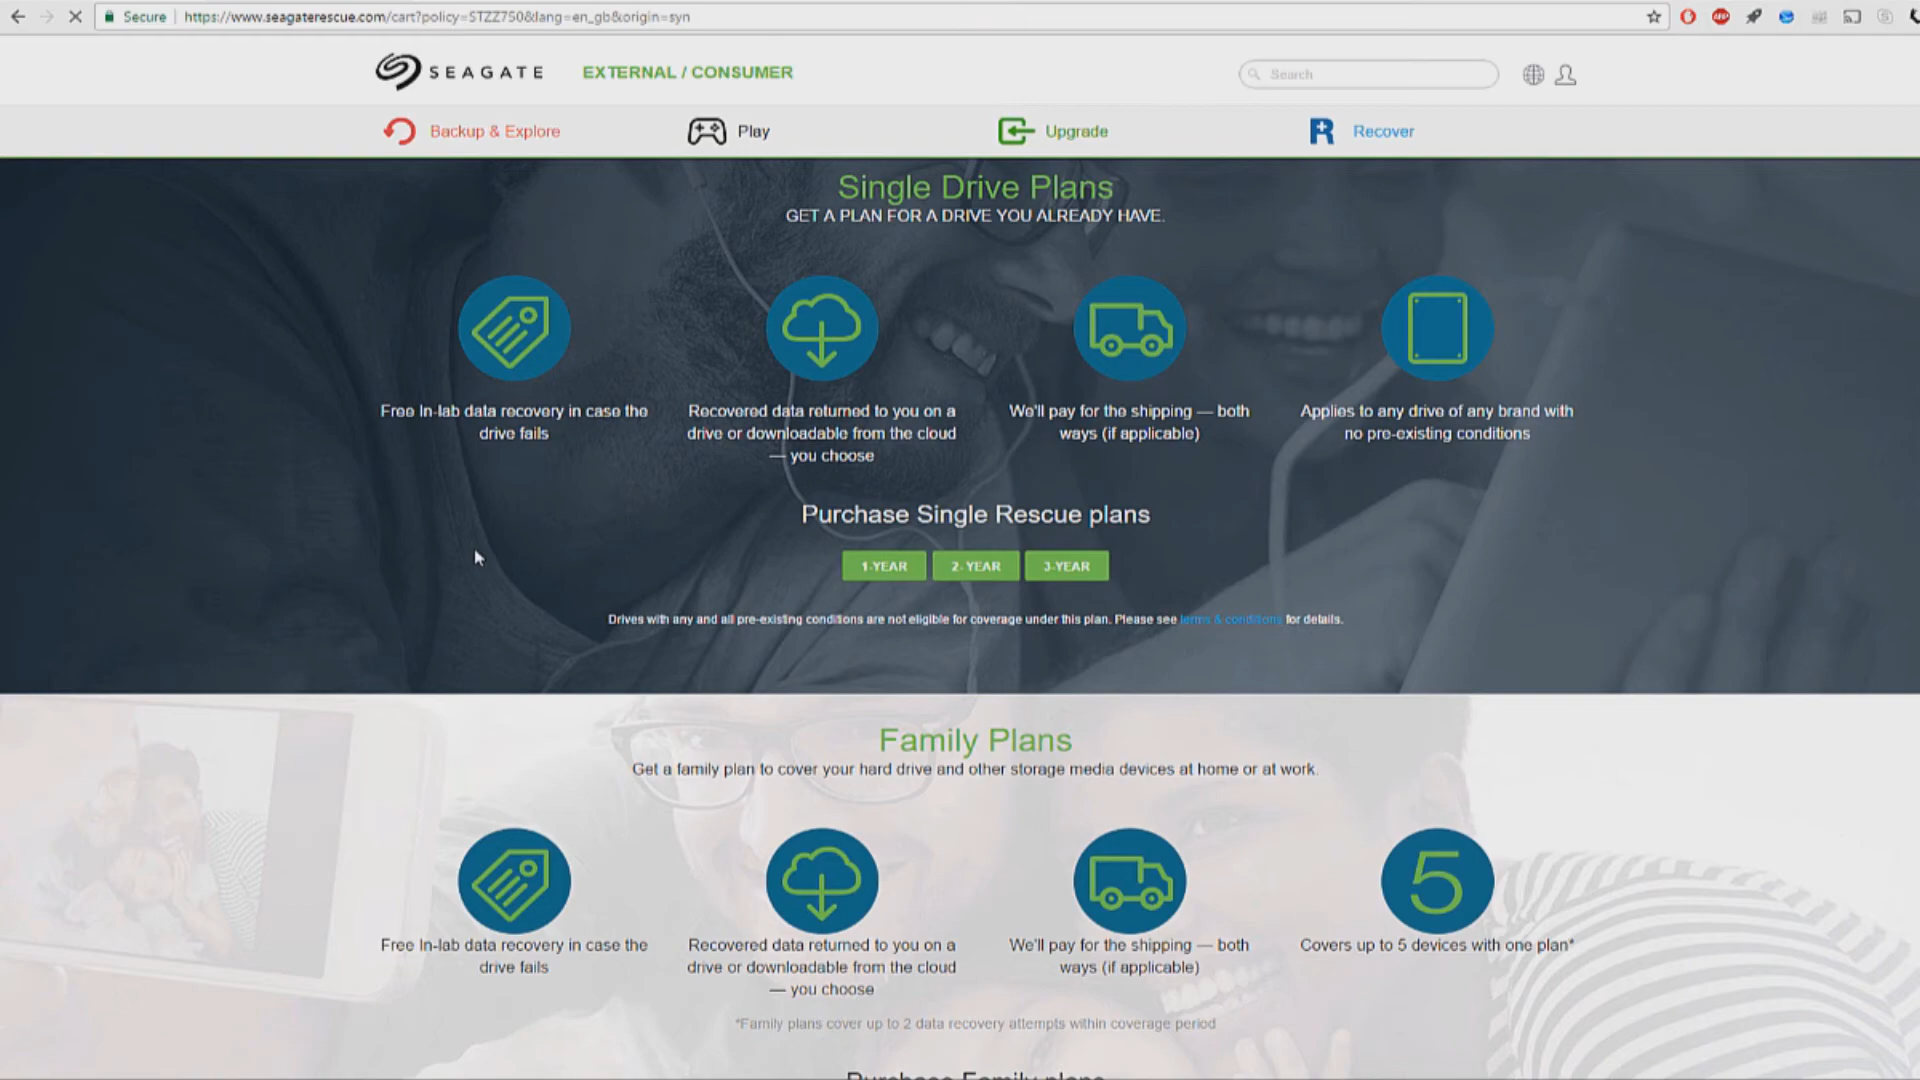 Secure https://www.seagaterescue.com/cart?policy=STZZ750&lang=en_gb&origin=syn
ABP
SEAGATE EXTERNAL / CONSUMER Search
Backup & Explore Play Upgrade Recover
Single Drive Plans
GET A PLAN FOR A DRIVE YOU ALREADY HAVE.
Free In-lab data recovery in case the
drive fails
Recovered data returned to you on a
drive or downloadable from the cloud
— you choose
We'll pay for the shipping — both
ways (if applicable)
Applies to any drive of any brand with
no pre-existing conditions
Purchase Single Rescue plans
1-YEAR 2- YEAR 3-YEAR
Drives with any and all pre-existing conditions are not eligible for coverage under this plan. Please see terms & conditions for details.
Family Plans
Get a family plan to cover your hard drive and other storage media devices at home or at work.
5
Free In-lab data recovery in case the
drive fails
Recovered data returned to you on a
drive or downloadable from the cloud
— you choose
We'll pay for the shipping — both
ways (if applicable)
Covers up to 5 devices with one plan*
*Family plans cover up to 2 data recovery attempts within coverage period
Purchase Family plans